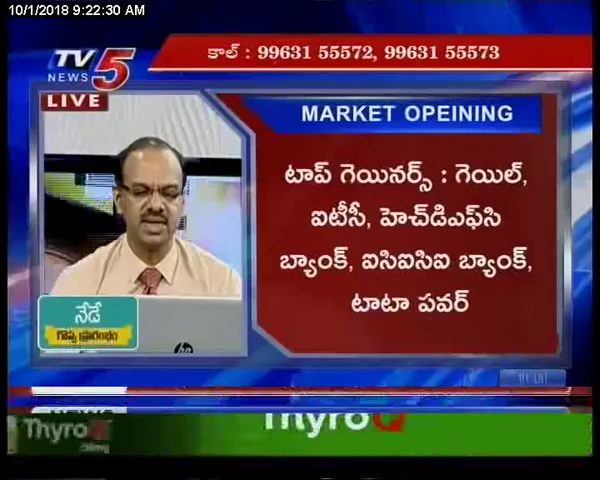 10/1/2018 9:22:30 AM
కాల్ : 99631 55572, 99631 55573
TV5
NEWS
LIVE
MARKET OPEINING
టాప్ గెయినర్స్ : గెయిల్,
ఐటీసీ, హెచ్‌డిఎఫ్‌సి
బ్యాంక్, ఐసిఐసిఐ బ్యాంక్,
టాటా పవర్
నేడే
గొప్ప ప్రారంభం
hp
Thyro